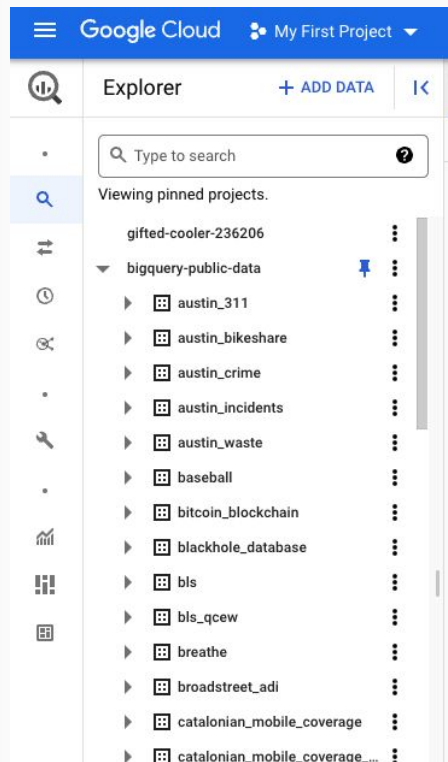 Google Cloud My First Project
Explorer + ADD DATA
Type to search
Viewing pinned projects.
gifted-cooler-236206
bigquery-public-data
austin_311
austin_bikeshare
austin_crime
austin_incidents
austin_waste
baseball
bitcoin_blockchain
blackhole_database
bls
bls_qcew
breathe
broadstreet_adi
catalonian_mobile_coverage
catalonian_mobile_coverage_...